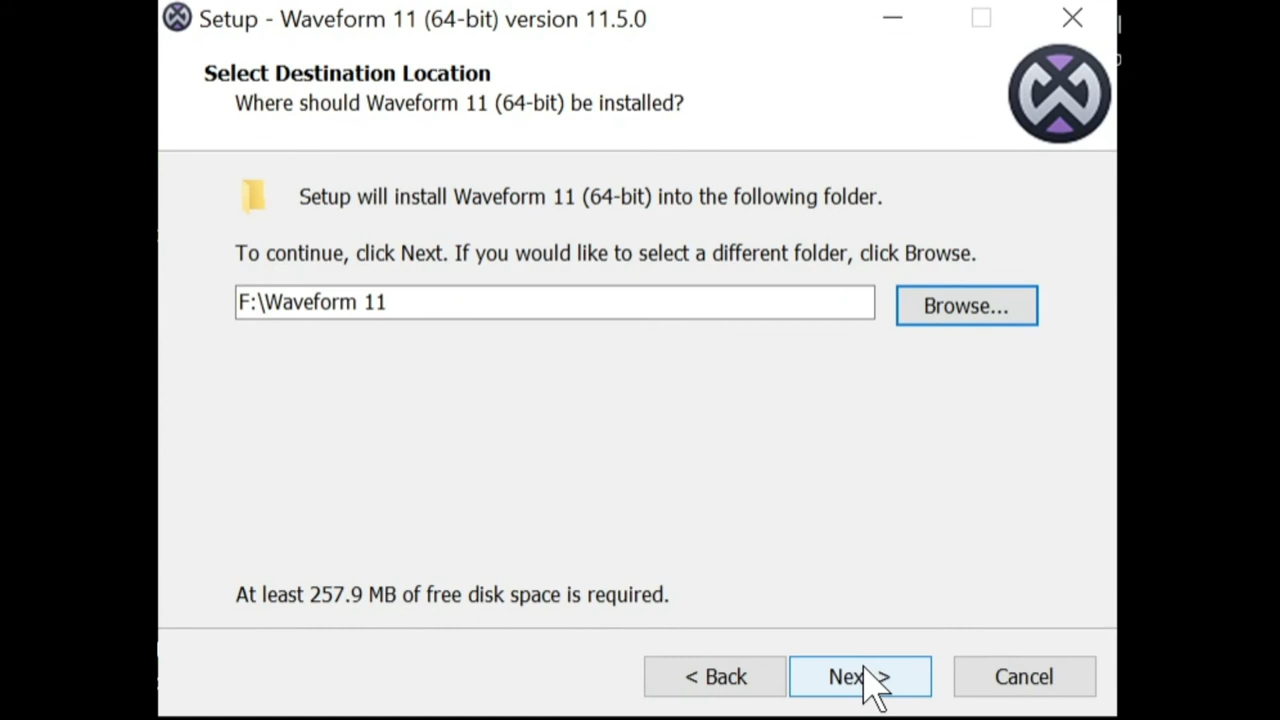 Setup - Waveform 11 (64-bit) version 11.5.0
Select Destination Location
Where should Waveform 11 (64-bit) be installed?
Setup will install Waveform 11 (64-bit) into the following folder.
To continue, click Next. If you would like to select a different folder, click Browse.
F:\Waveform 11
Browse...
At least 257.9 MB of free disk space is required.
< Back
Next >
Cancel